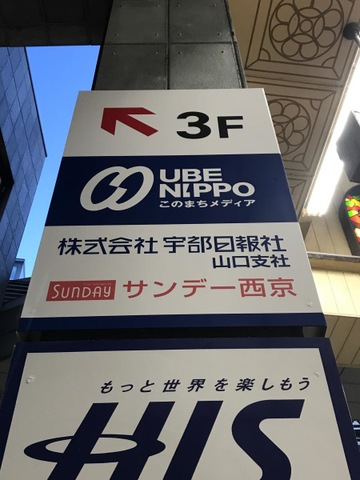 3F
UBE
NIPPO
このまちメディア
株式会社 宇部日報社
山口支社
SUNDAY サンデー西京
もっと世界を楽しもう
HIS